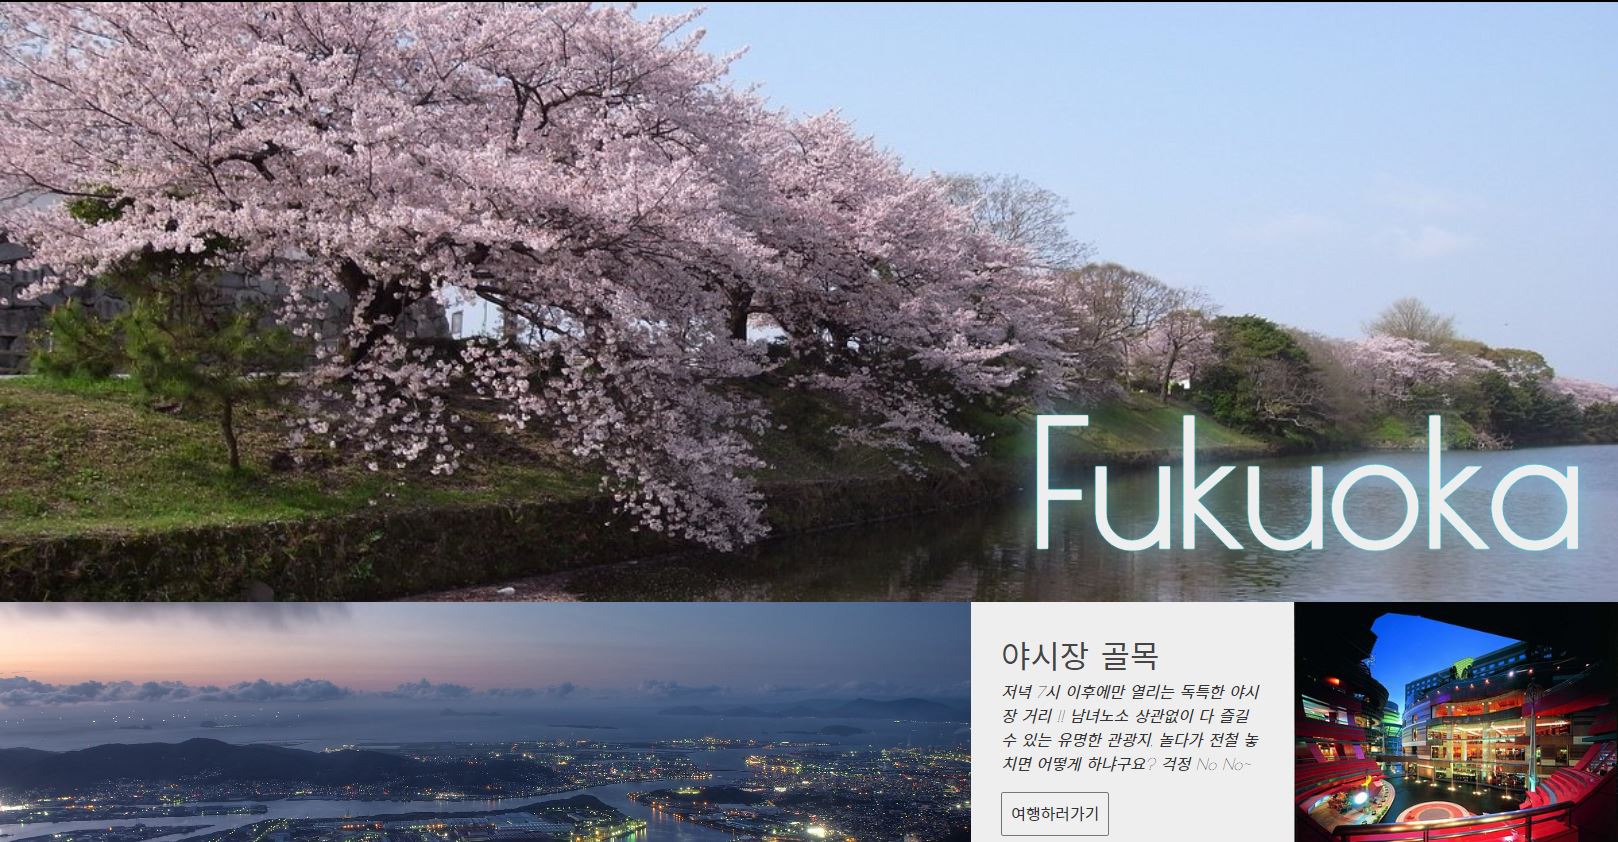 Fukuoka
야시장 골목
저녁 7시 이후에만 열리는 독특한 야시
장 거리 !! 남녀노소 상관없이 다 즐길
수 있는 유명한 관광지. 놀다가 전철 놓
치면 어떻게 하냐구요? 걱정 No No~
여행하러가기